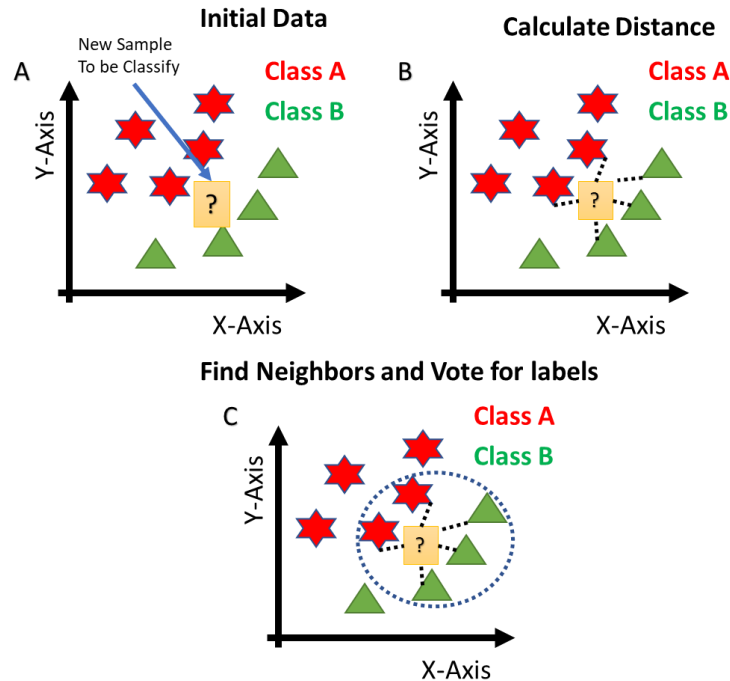 Initial Data
New Sample
To be Classify
A
Class A
Class B
?
Y-Axis
X-Axis
Calculate Distance
B
Class A
Class B
?
Y-Axis
X-Axis
Find Neighbors and Vote for labels
C
Class A
Class B
?
Y-Axis
X-Axis